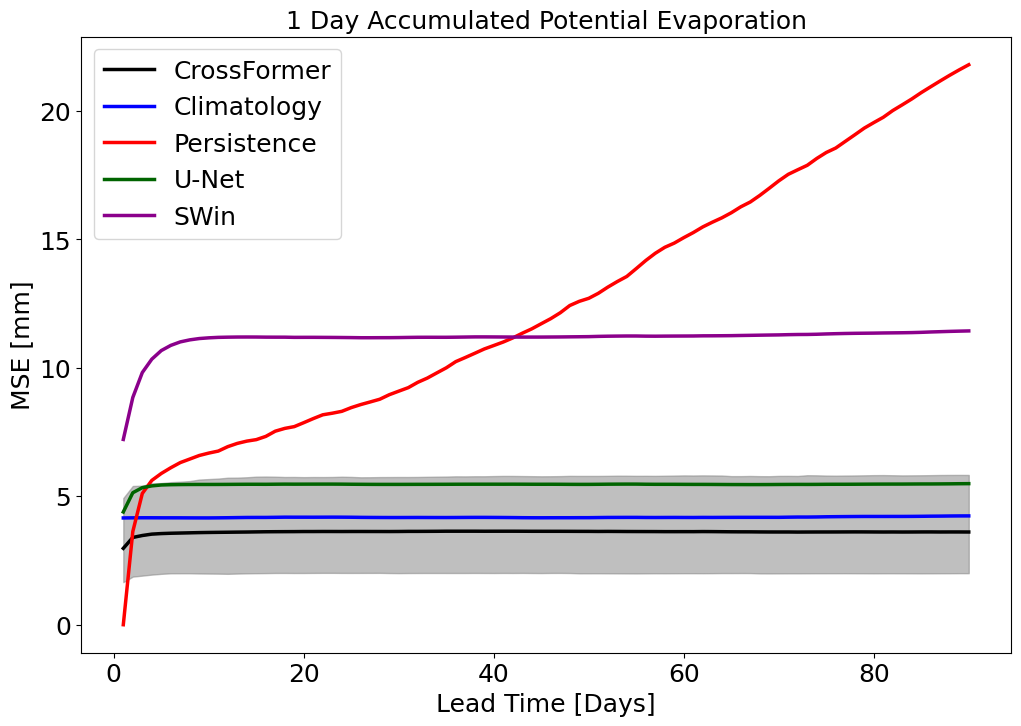 1 Day Accumulated Potential Evaporation
CrossFormer
Climatology
Persistence
U-Net
SWin
MSE [mm]
20
15
10
5
0
0 20 40 60 80
Lead Time [Days]